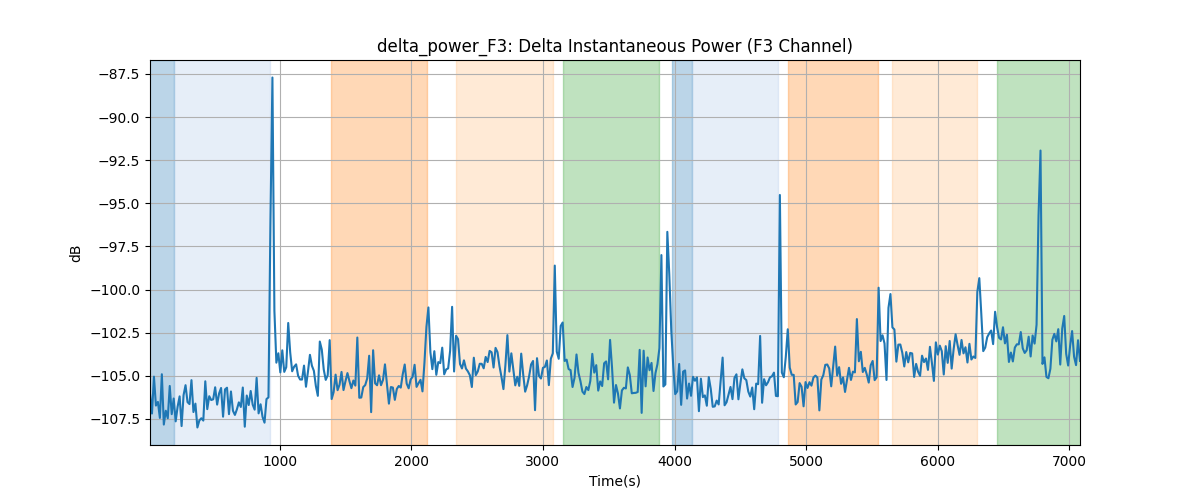 delta_power_F3: Delta Instantaneous Power (F3 Channel)
−87.5
−90.0
−92.5
−95.0
−97.5
−100.0
−102.5
−105.0
−107.5
dB
1000 2000 3000 4000 5000 6000 7000
Time(s)